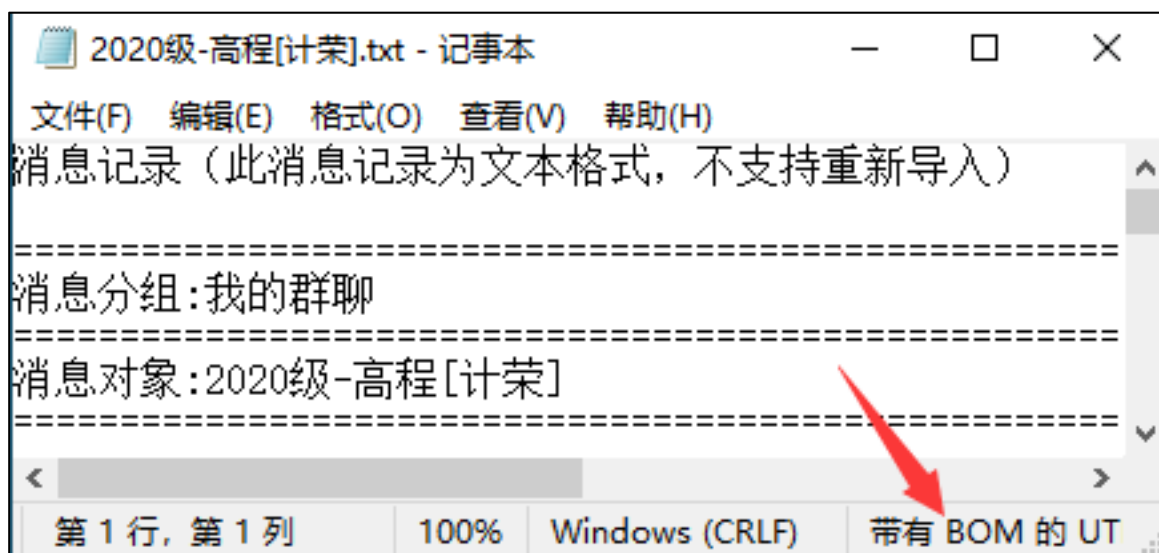 2020级-高程[计荣].txt - 记事本
文件(F) 编辑(E) 格式(O) 查看(V) 帮助(H)
消息记录（此消息记录为文本格式，不支持重新导入）
================================================
消息分组:我的群聊
================================================
消息对象:2020级-高程[计荣]
================================================
第 1 行，第 1 列 100% Windows (CRLF) 带有 BOM 的 UT